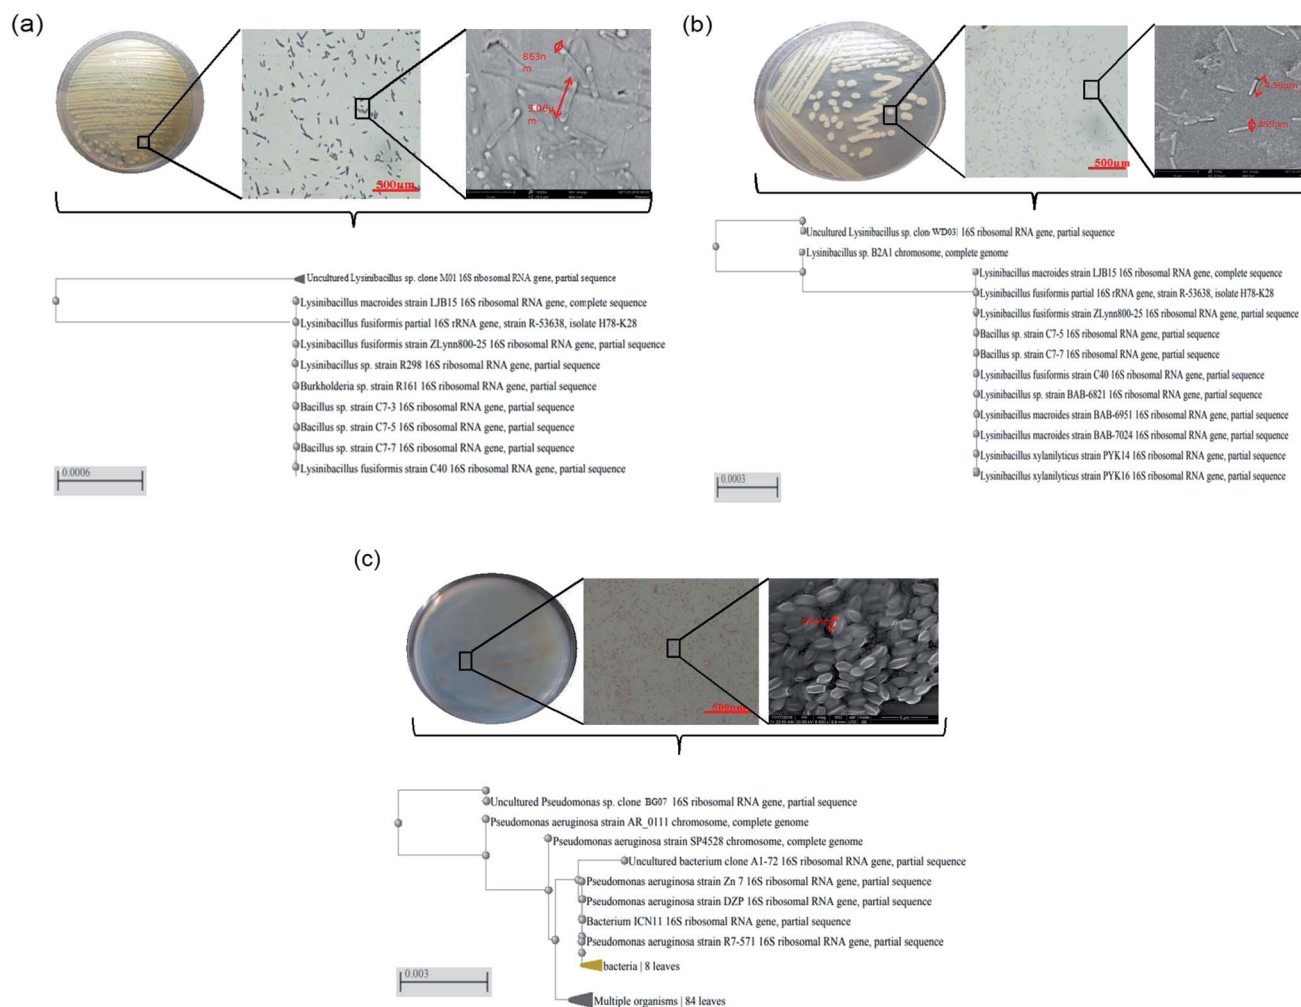 (a)
863n
m
500μm
Uncultured Lysinibacillus sp. clone M01 16S ribosomal RNA gene, partial sequence
Lysinibacillus macroides strain LJB15 16S ribosomal RNA gene, complete sequence
Lysinibacillus fusiformis partial 16S rRNA gene, strain R-53638, isolate H78-K28
Lysinibacillus fusiformis strain ZLynn800-25 16S ribosomal RNA gene, partial sequence
Lysinibacillus sp. strain R298 16S ribosomal RNA gene, partial sequence
Burkholderia sp. strain R161 16S ribosomal RNA gene, partial sequence
Bacillus sp. strain C7-3 16S ribosomal RNA gene, partial sequence
Bacillus sp. strain C7-5 16S ribosomal RNA gene, partial sequence
Bacillus sp. strain C7-7 16S ribosomal RNA gene, partial sequence
Lysinibacillus fusiformis strain C40 16S ribosomal RNA gene, partial sequence
0.0006
(b)
4.56μm
859nm
500μm
Uncultured Lysinibacillus sp. clone WD03 16S ribosomal RNA gene, partial sequence
Lysinibacillus sp. B2A1 chromosome, complete genome
Lysinibacillus macroides strain LJB15 16S ribosomal RNA gene, complete sequence
Lysinibacillus fusiformis partial 16S rRNA gene, strain R-53638, isolate H78-K28
Lysinibacillus fusiformis strain ZLynn800-25 16S ribosomal RNA gene, partial sequence
Bacillus sp. strain C7-5 16S ribosomal RNA gene, partial sequence
Bacillus sp. strain C7-7 16S ribosomal RNA gene, partial sequence
Lysinibacillus fusiformis strain C40 16S ribosomal RNA gene, partial sequence
Lysinibacillus sp. strain BAB-6821 16S ribosomal RNA gene, partial sequence
Lysinibacillus macroides strain BAB-6951 16S ribosomal RNA gene, partial sequence
Lysinibacillus macroides strain BAB-7024 16S ribosomal RNA gene, partial sequence
Lysinibacillus xylanilyticus strain PYK14 16S ribosomal RNA gene, partial sequence
Lysinibacillus xylanilyticus strain PYK16 16S ribosomal RNA gene, partial sequence
0.0003
(c)
500μm
Uncultured Pseudomonas sp. clone BG07 16S ribosomal RNA gene, partial sequence
Pseudomonas aeruginosa strain AR_0111 chromosome, complete genome
Pseudomonas aeruginosa strain SP4528 chromosome, complete genome
Uncultured bacterium clone A1-72 16S ribosomal RNA gene, partial sequence
Pseudomonas aeruginosa strain Zn 7 16S ribosomal RNA gene, partial sequence
Pseudomonas aeruginosa strain DZP 16S ribosomal RNA gene, partial sequence
Bacterium ICN11 16S ribosomal RNA gene, partial sequence
Pseudomonas aeruginosa strain R7-571 16S ribosomal RNA gene, partial sequence
bacteria | 8 leaves
Multiple organisms | 84 leaves
0.003